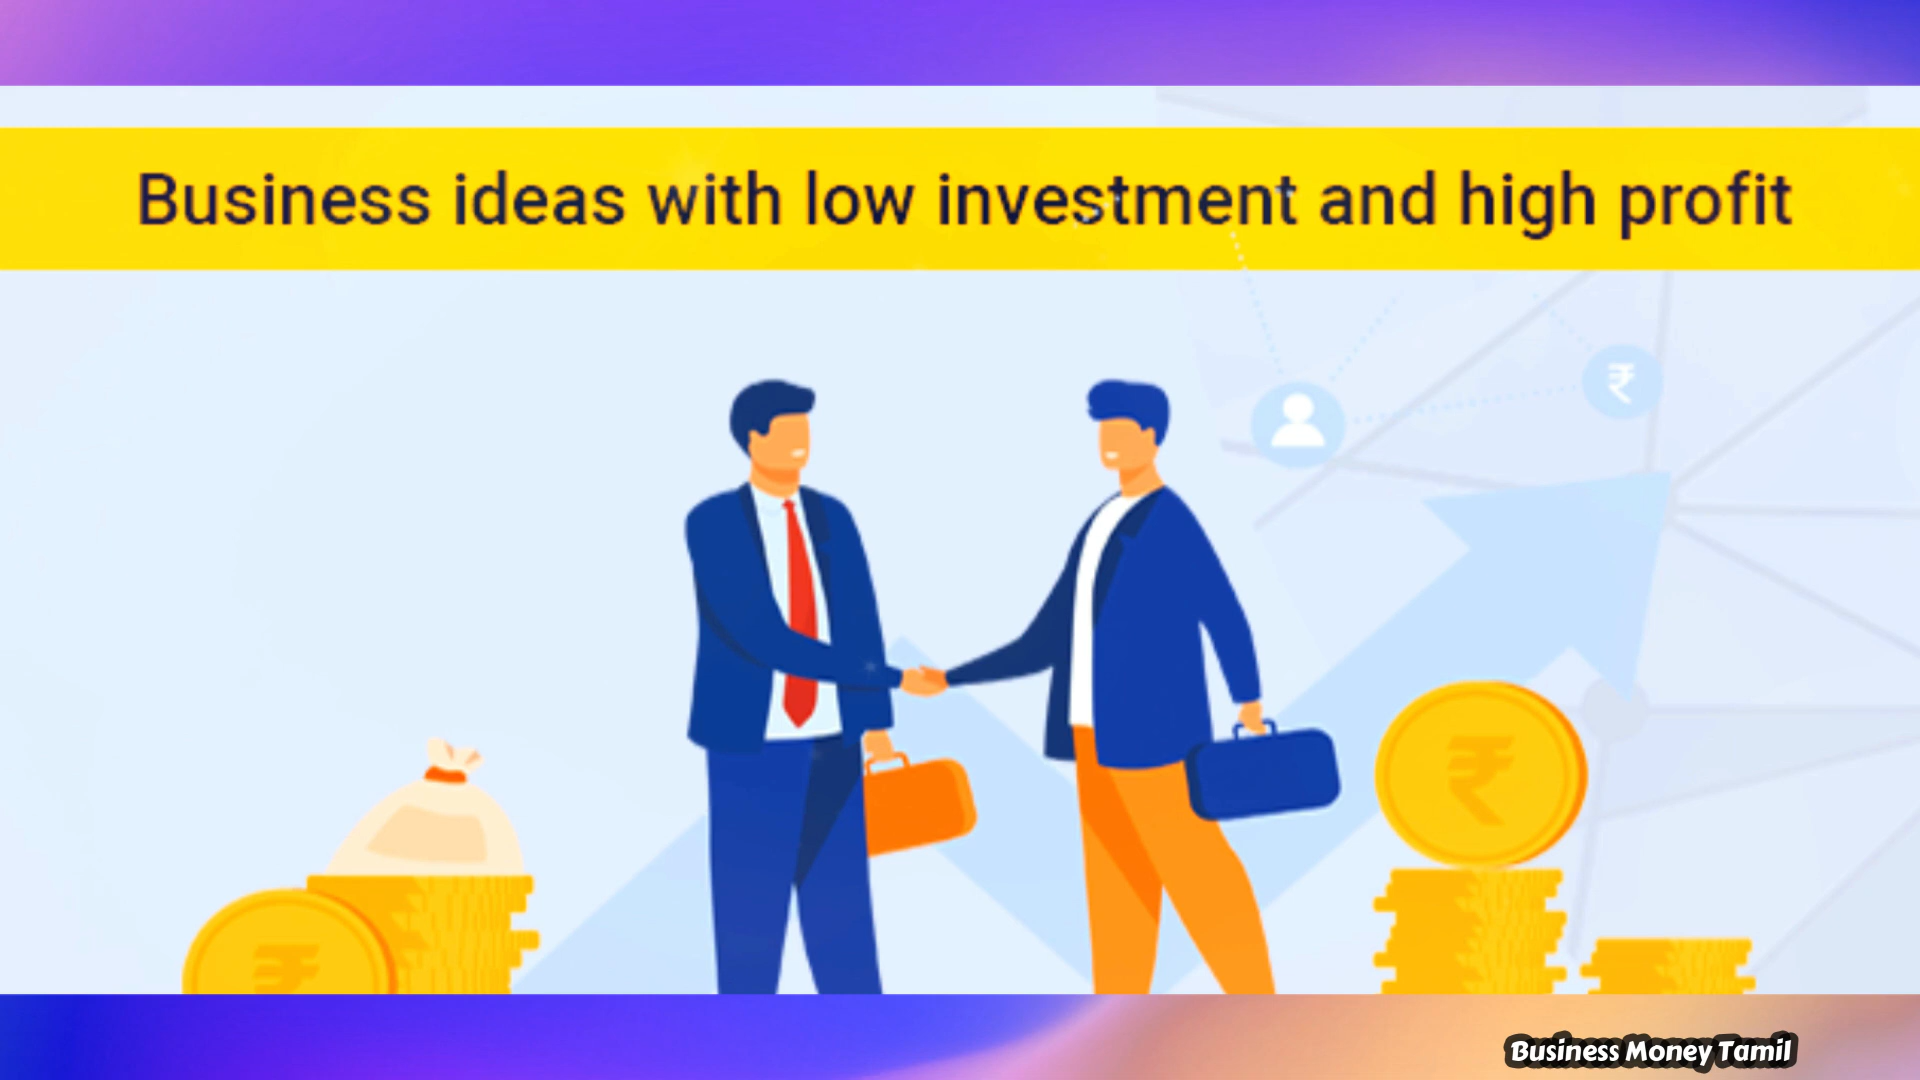 Business ideas with low investment and high profit
₹
₹
₹
Business Money Tamil